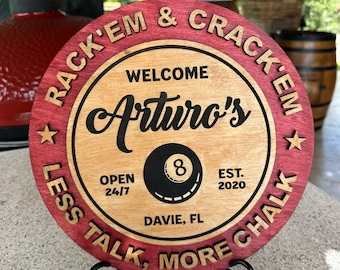 RACK'EM & CRACK'EM
WELCOME
Arturo's
OPEN
24/7
8
EST.
2020
DAVIE, FL
LESS TALK, MORE CHALK